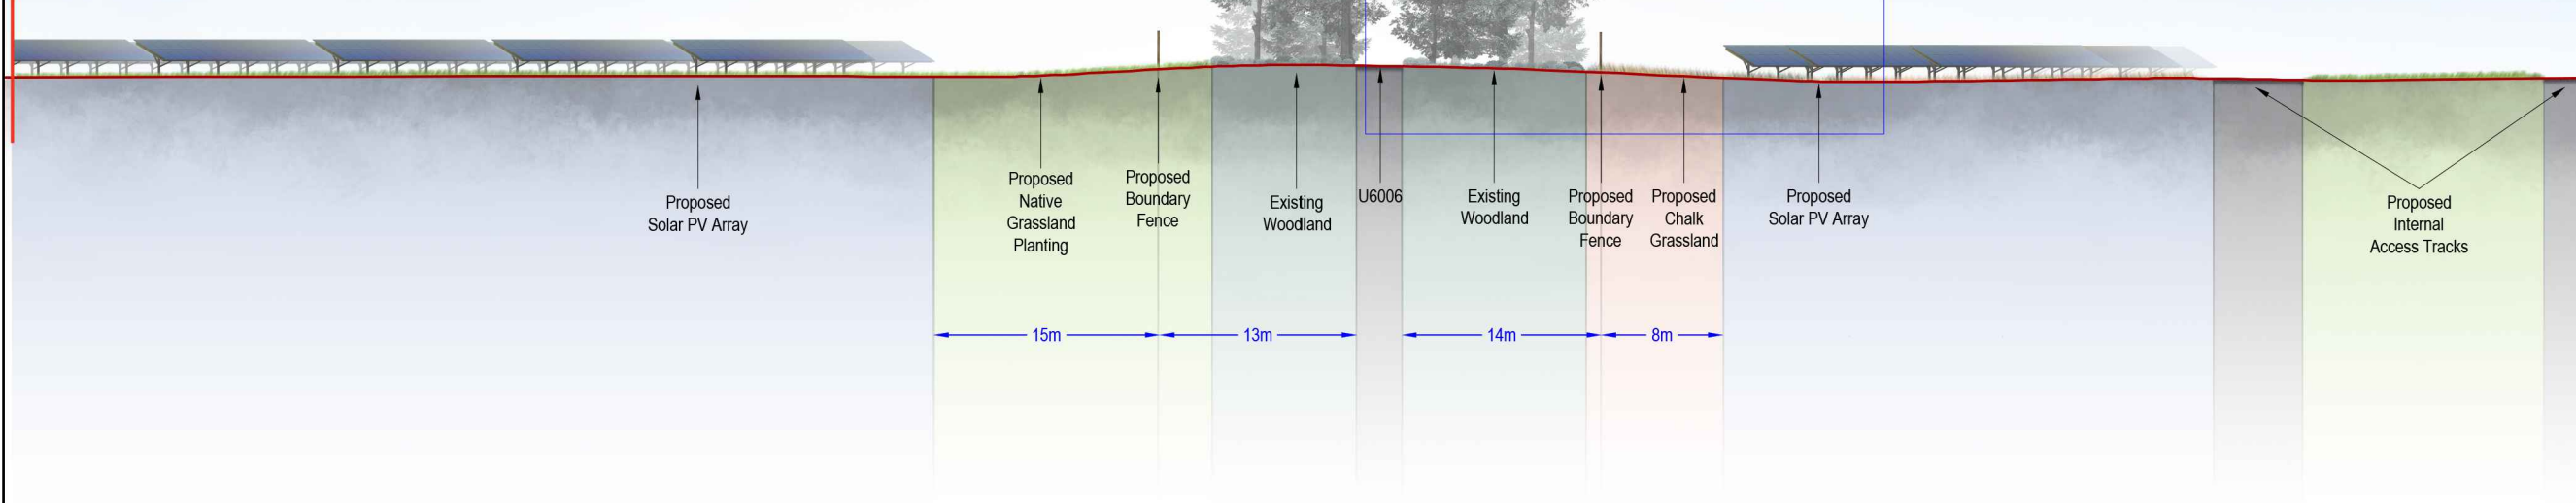 Proposed
Solar PV Array
Proposed
Native
Grassland
Planting
Proposed
Boundary
Fence
Existing
Woodland
U6006
Existing
Woodland
Proposed
Boundary
Fence
Proposed
Chalk
Grassland
Proposed
Solar PV Array
Proposed
Internal
Access Tracks
15m
13m
14m
8m